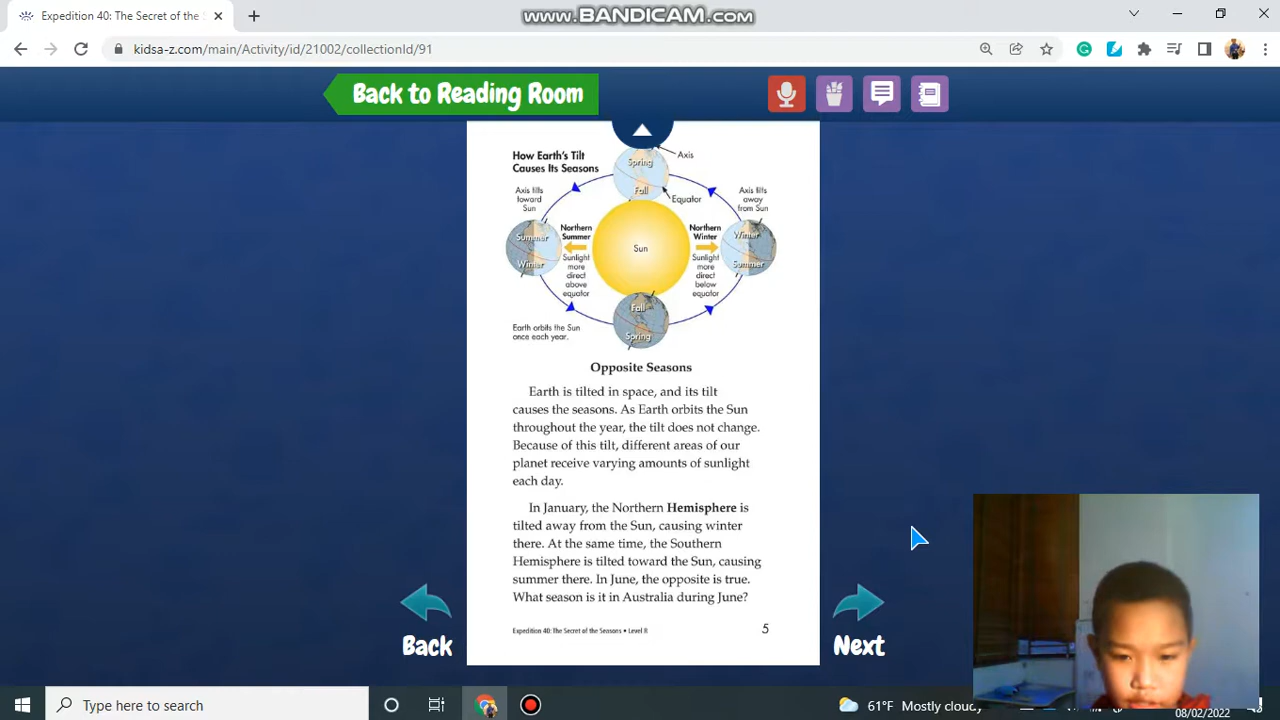 Expedition 40: The Secret of the S
www.BANDICAM.com
kidsa-z.com/main/Activity/id/21002/collectionId/91
Back to Reading Room
How Earth's Tilt
Causes Its Seasons
Axis
Spring
Fall
Equator
Axis tilts
toward
Sun
Axis tilts
away
from Sun
Summer
Winter
Northern
Summer
Sunlight
more
direct
above
equator
Sun
Northern
Winter
Sunlight
more
direct
below
equator
Winter
Summer
Fall
Spring
Earth orbits the Sun
once each year.
Opposite Seasons
Earth is tilted in space, and its tilt
causes the seasons. As Earth orbits the Sun
throughout the year, the tilt does not change.
Because of this tilt, different areas of our
planet receive varying amounts of sunlight
each day.
In January, the Northern Hemisphere is
tilted away from the Sun, causing winter
there. At the same time, the Southern
Hemisphere is tilted toward the Sun, causing
summer there. In June, the opposite is true.
What season is it in Australia during June?
Expedition 40: The Secret of the Seasons • Level R
5
Back
Next
Type here to search
61°F Mostly cloudy
08/02/2022